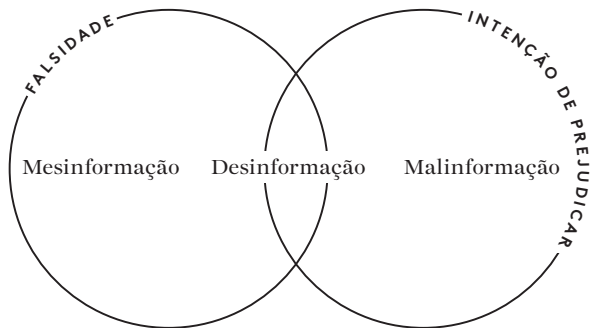 FALSIDADE
INTENÇÃO DE PREJUDICAR
Mesinformação
Desinformação
Malinformação